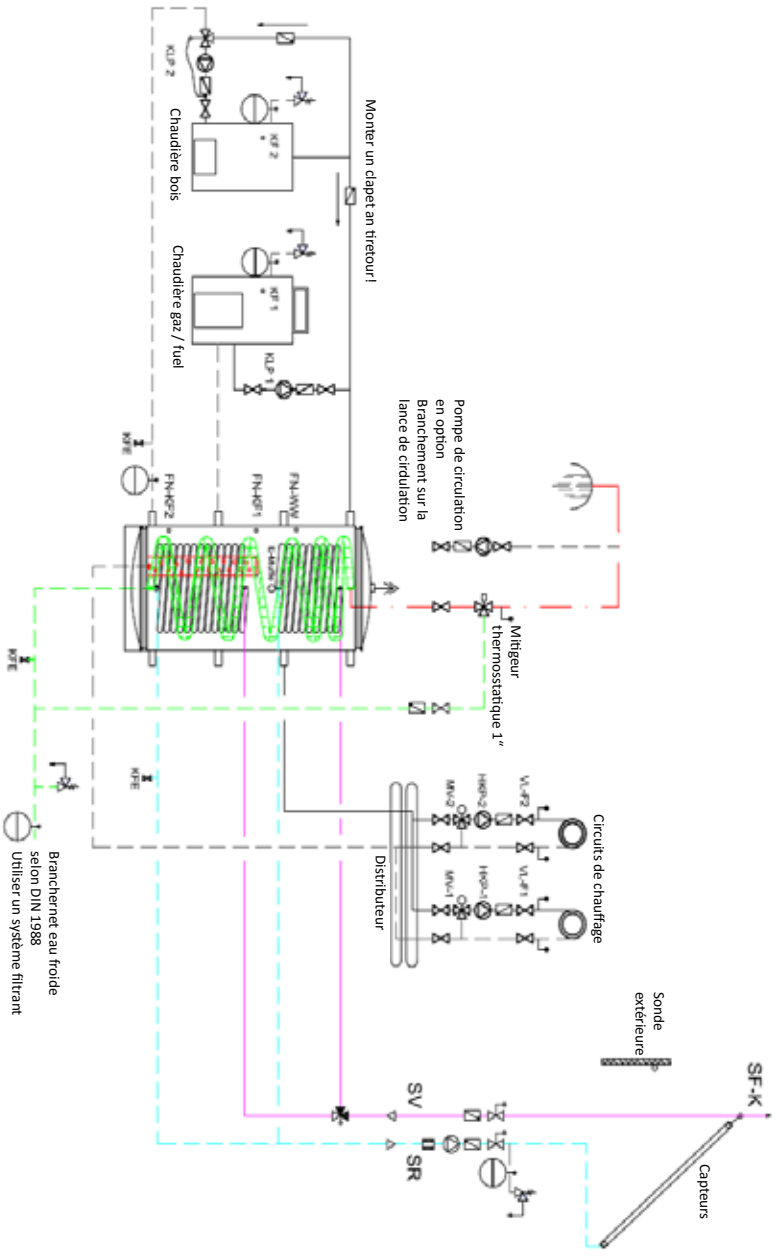 Monter un clapet an tiretour!
KLP 2
KF 2
Chaudière bois
KF 1
Chaudière gaz / fuel
KLP 1
Pompe de circulation
en option
Branchement sur la
lance de cirdulation
KFE
FN-KF2
FN-KF1
FN-WW
E-Muffe
Mitigeur
thermosstatique 1"
KFE
KFE
Branchernet eau froide
selon DIN 1988
Utiliser un système filtrant
Circuits de chauffage
VL-F2
HKP-2
MV-2
VL-F1
HKP-1
MV-1
Distributeur
Sonde
extérieure
SF-K
Capteurs
SV
SR